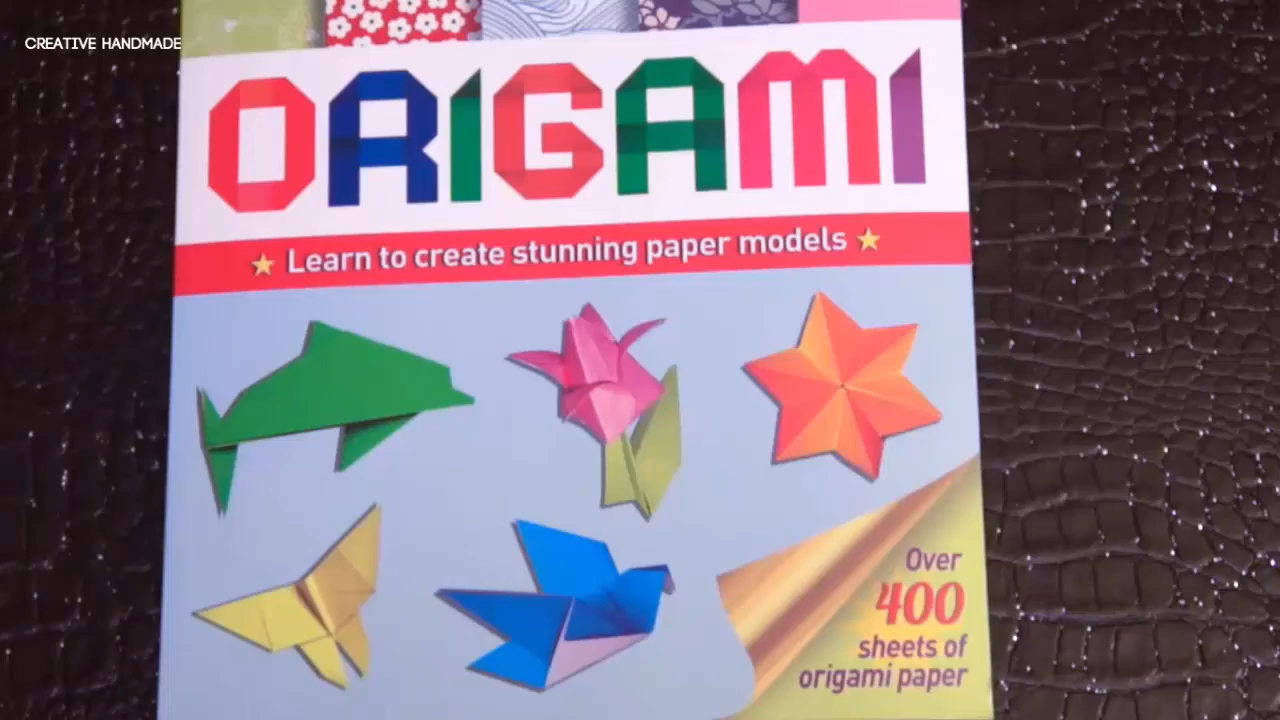 CREATIVE HANDMADE
ORIGAMI
Learn to create stunning paper models
Over
400
sheets of
origami paper